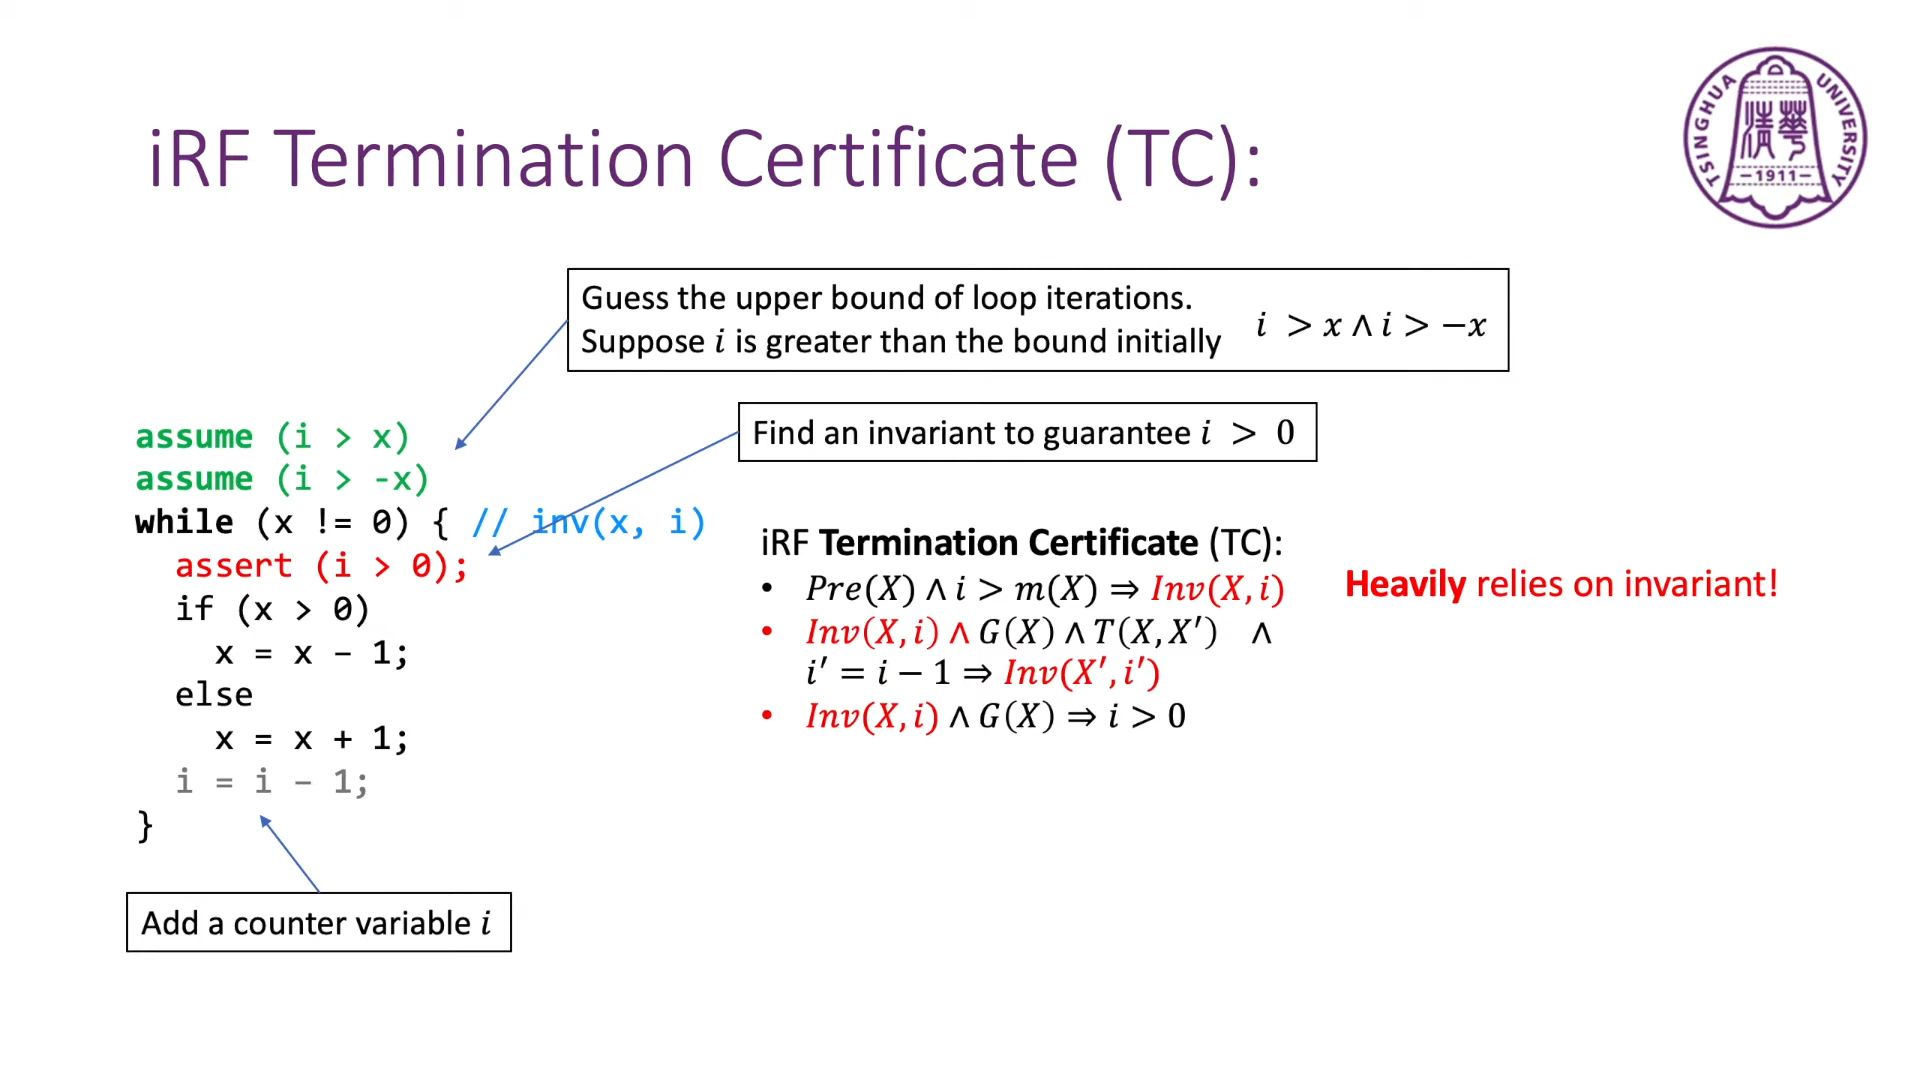 iRF Termination Certificate (TC):
TSINGHUA UNIVERSITY
清華
—1911—
Guess the upper bound of loop iterations.
Suppose i is greater than the bound initially
i > x ∧ i > −x
Find an invariant to guarantee i > 0
assume (i > x)
assume (i > -x)
while (x != 0) { // inv(x, i)
assert (i > 0);
if (x > 0)
x = x – 1;
else
x = x + 1;
i = i – 1;
}
Add a counter variable i
iRF Termination Certificate (TC):
• Pre(X) ∧ i > m(X) ⇒ Inv(X, i)
• Inv(X, i) ∧ G(X) ∧ T(X, X′) ∧
i′ = i − 1 ⇒ Inv(X′, i′)
• Inv(X, i) ∧ G(X) ⇒ i > 0
Heavily relies on invariant!